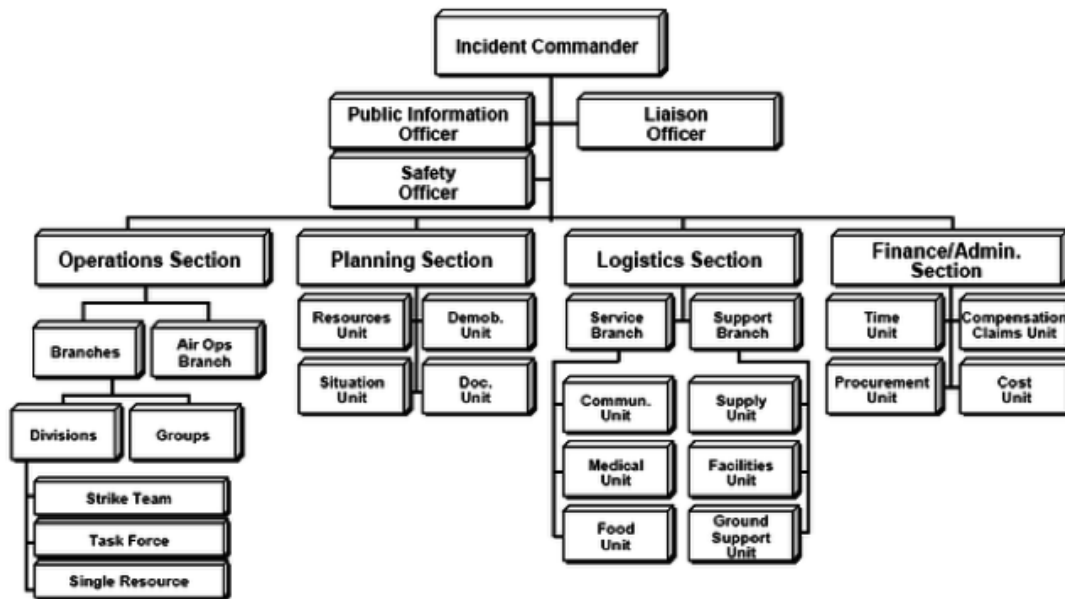 Incident Commander
Public Information
Officer
Liaison
Officer
Safety
Officer
Operations Section
Planning Section
Logistics Section
Finance/Admin.
Section
Branches
Air Ops
Branch
Divisions
Groups
Strike Team
Task Force
Single Resource
Resources
Unit
Demob.
Unit
Situation
Unit
Doc.
Unit
Service
Branch
Support
Branch
Commun.
Unit
Supply
Unit
Medical
Unit
Facilities
Unit
Food
Unit
Ground
Support
Unit
Time
Unit
Compensation
Claims Unit
Procurement
Unit
Cost
Unit